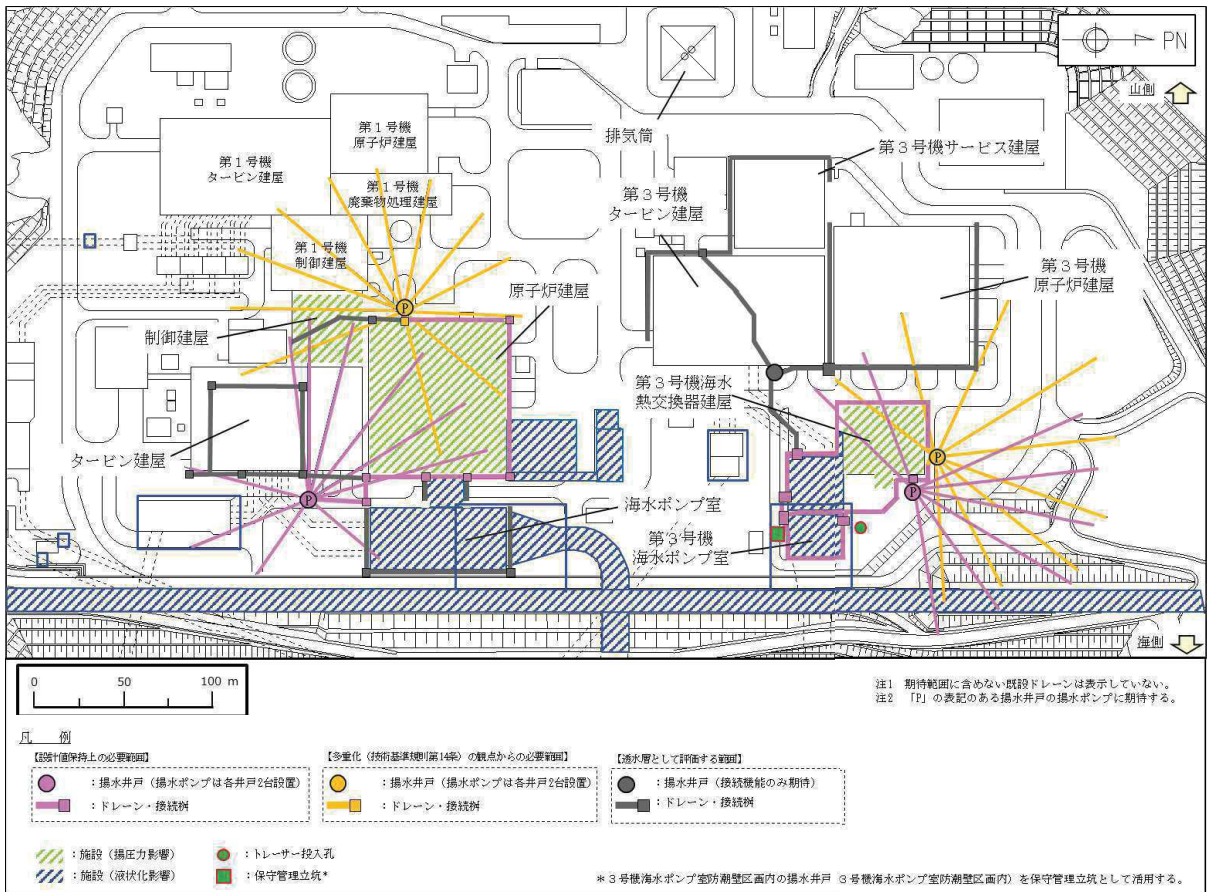 PN
山側
第1号機
原子炉建屋
第1号機
タービン建屋
第1号機
廃棄物処理建屋
第1号機
制御建屋
排気筒
第3号機サービス建屋
第3号機
タービン建屋
第3号機
原子炉建屋
原子炉建屋
制御建屋
第3号機海水
熱交換器建屋
タービン建屋
海水ポンプ室
第3号機
海水ポンプ室
P
P
P
P
海側
0 50 100 m
注1 期待範囲に含めない既設ドレーンは表示していない。
注2 「P」の表記のある揚水井戸の揚水ポンプに期待する。
凡 例
【設計値保持上の必要範囲】
:揚水井戸(揚水ポンプは各井戸2台設置)
:ドレーン・接続桝
【多重化(技術基準規則第14条)の観点からの必要範囲】
:揚水井戸(揚水ポンプは各井戸2台設置)
:ドレーン・接続桝
【透水層として評価する範囲】
:揚水井戸(接続機能のみ期待)
:ドレーン・接続桝
:施設(揚圧力影響)
:施設(液状化影響)
:トレーサー投入孔
:保守管理立坑*
*3号機海水ポンプ室防潮壁区画内の揚水井戸 3号機海水ポンプ室防潮壁区画内)を保守管理立坑として活用する。